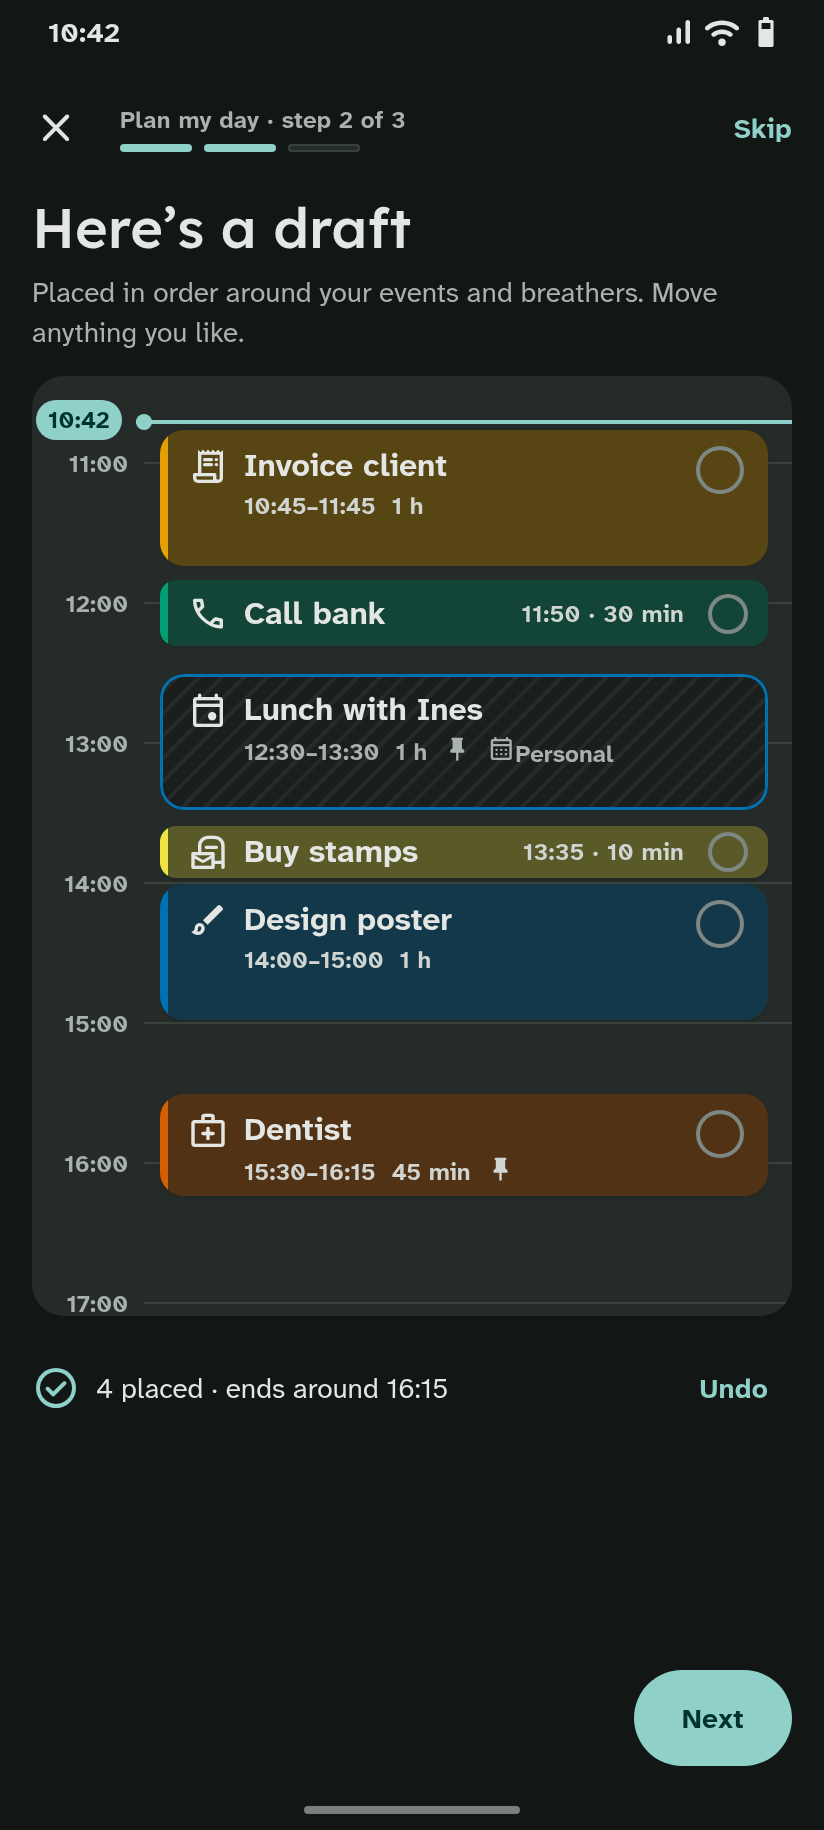 10:42
Plan my day · step 2 of 3
Skip
Here’s a draft
Placed in order around your events and breathers. Move
anything you like.
10:42
11:00
Invoice client
10:45–11:45 1 h
12:00
Call bank
11:50 · 30 min
Lunch with Ines
13:00
12:30–13:30 1 h Personal
Buy stamps
13:35 · 10 min
14:00
Design poster
14:00–15:00 1 h
15:00
Dentist
16:00
15:30–16:15 45 min
17:00
4 placed · ends around 16:15
Undo
Next